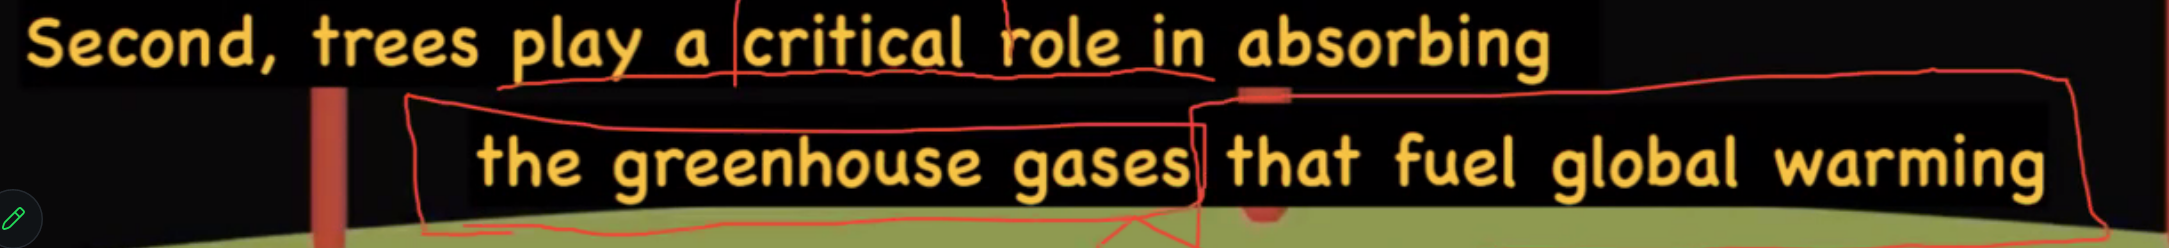 Second, trees play a critical role in absorbing
the greenhouse gases that fuel global warming